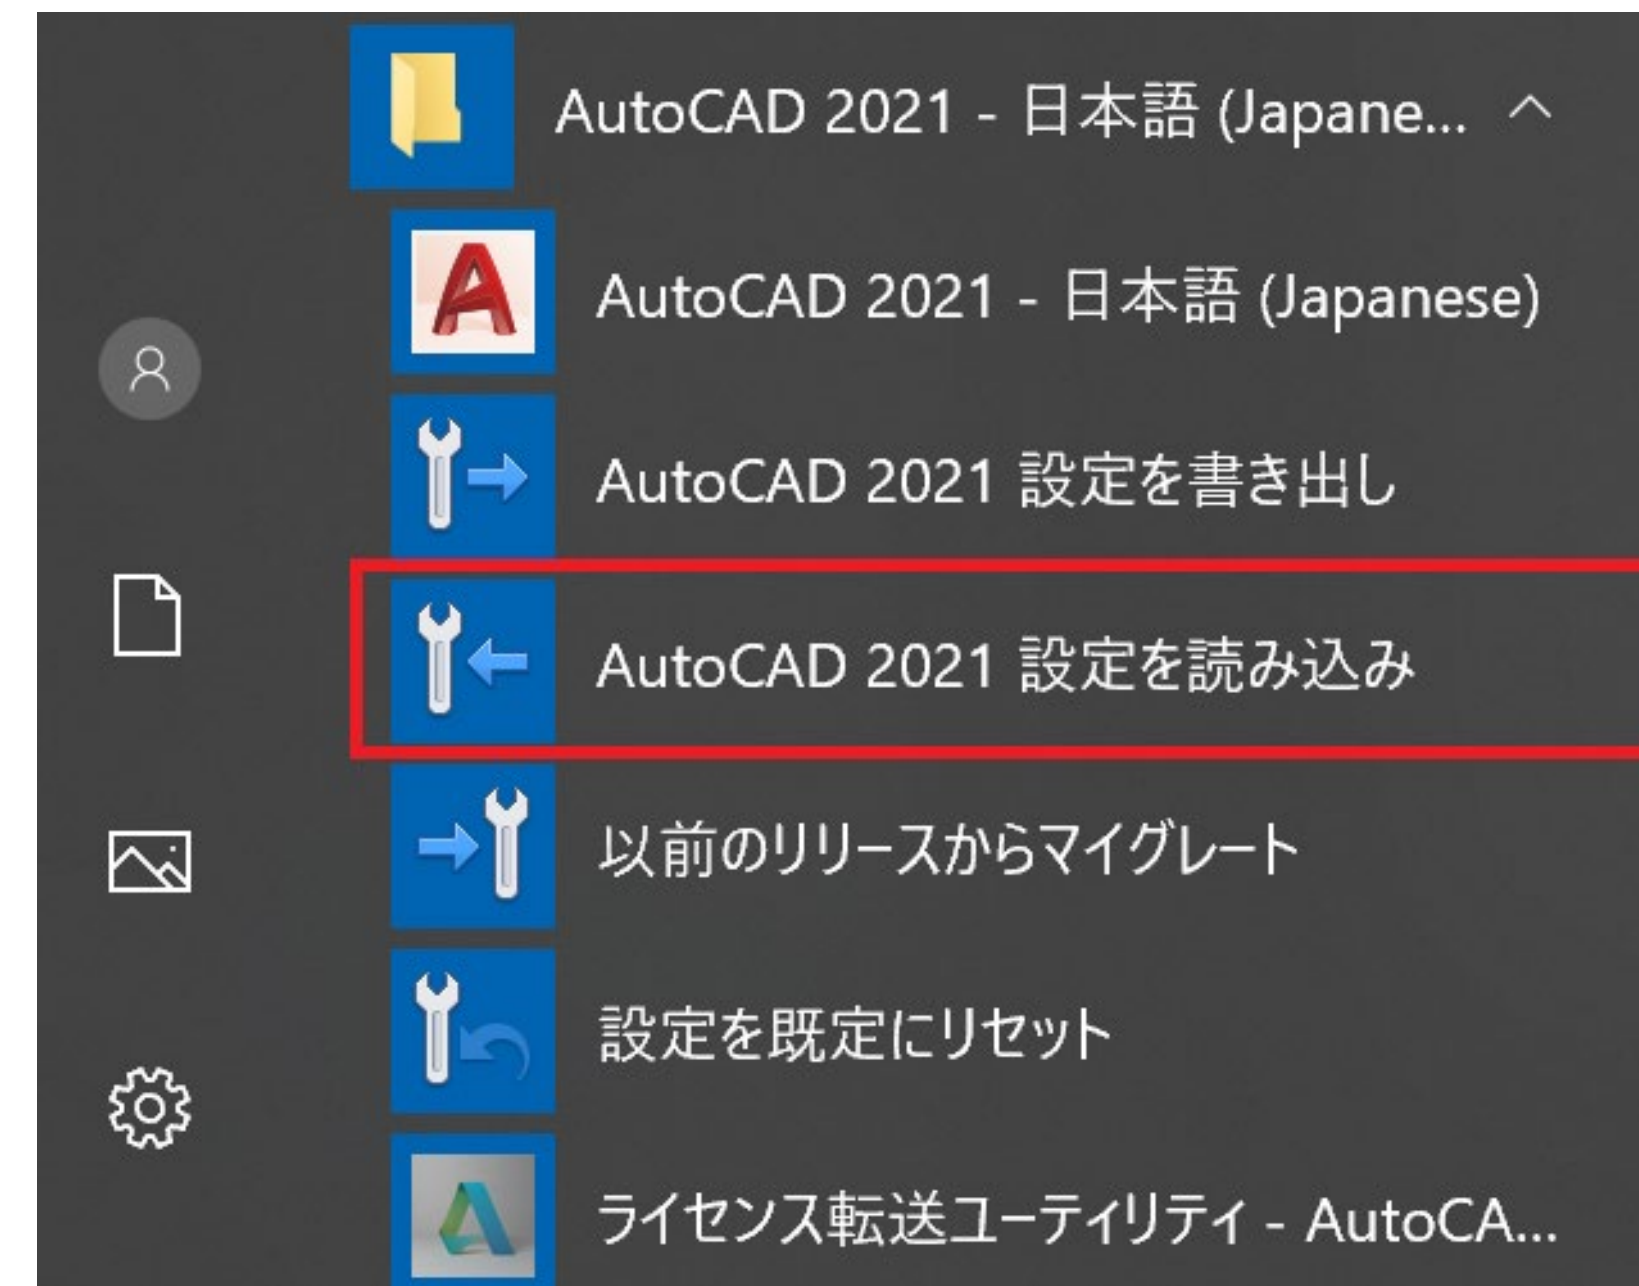 AutoCAD 2021 - 日本語 (Japane...
AutoCAD 2021 - 日本語 (Japanese)
AutoCAD 2021 設定を書き出し
AutoCAD 2021 設定を読み込み
以前のリリースからマイグレート
設定を既定にリセット
ライセンス転送ユーティリティ - AutoCA...